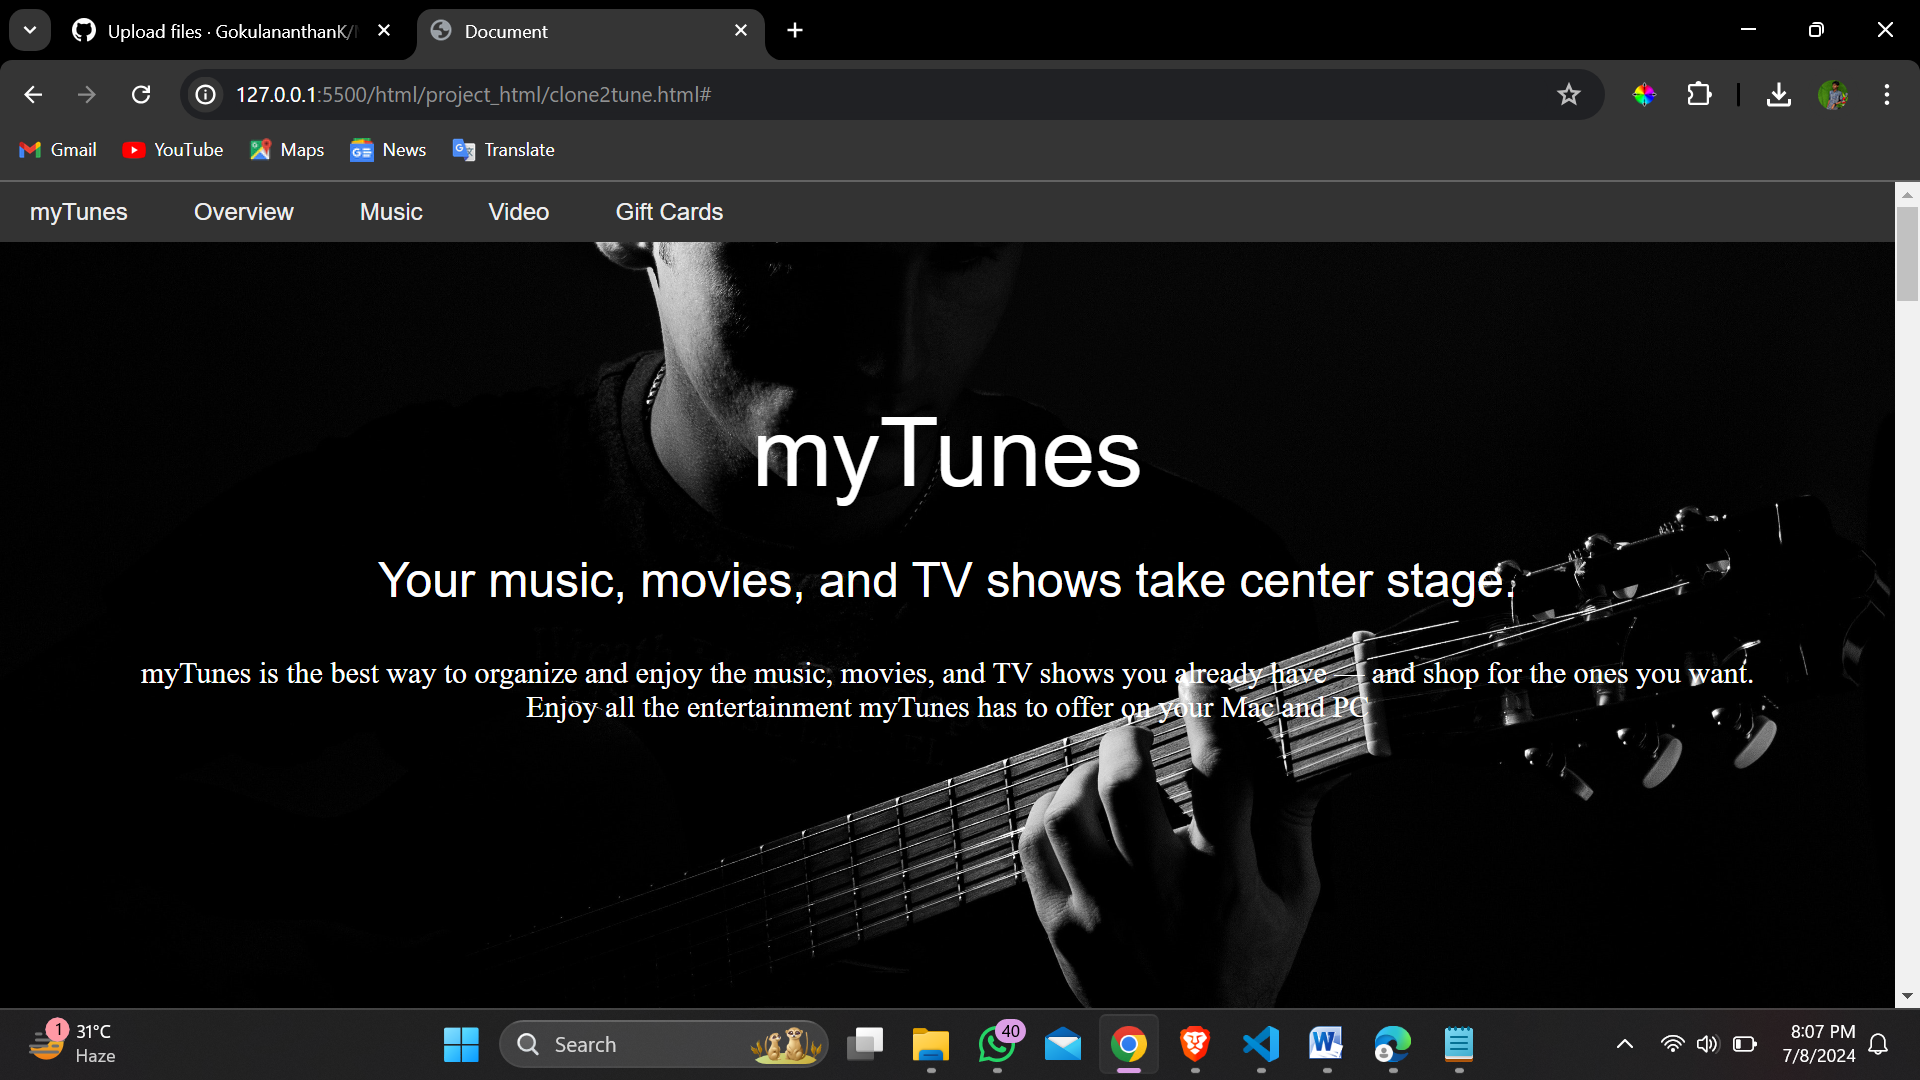 Upload files · GokulananthanK/
Document
127.0.0.1:5500/html/project_html/clone2tune.html#
Gmail
YouTube
Maps
News
Translate
myTunes
Overview
Music
Video
Gift Cards
myTunes
Your music, movies, and TV shows take center stage.
myTunes is the best way to organize and enjoy the music, movies, and TV shows you already have — and shop for the ones you want.
Enjoy all the entertainment myTunes has to offer on your Mac and PC
1
31°C
Haze
Search
40
8:07 PM
7/8/2024